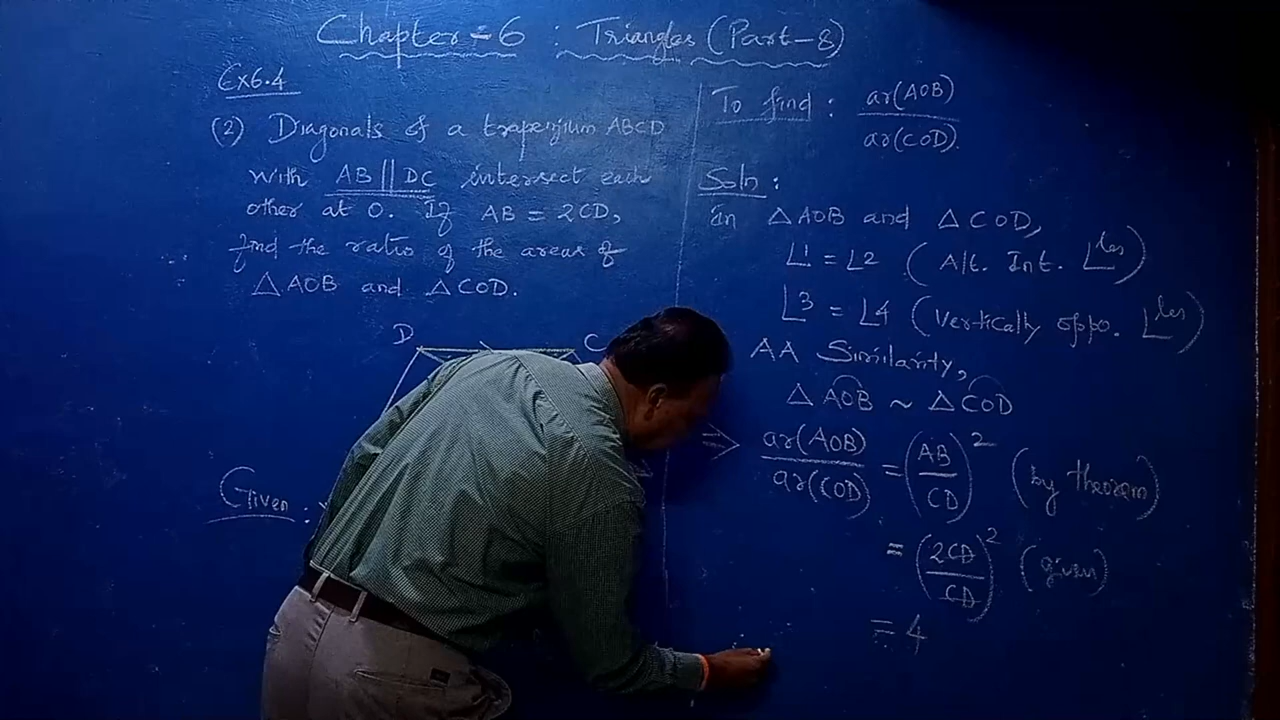 Chapter-6 : Triangles (Part-8)
Ex6.4
(2) Diagonals of a trapenjium ABCD
with AB || DC intersect each
other at O. If AB = 2CD,
find the ratio of the areas of
△AOB and △COD.
D C
Given :
To find : ar(AOB)
ar(COD).
Soln :
In △AOB and △COD,
∠1 = ∠2 (Alt. Int. ∠les)
∠3 = ∠4 (Vertically oppo. ∠les)
AA Similarity,
△AOB ~ △COD
⇒ ar(AOB)/ar(COD) = (AB/CD)² (by theorem)
= (2CD/CD)² (given)
= 4